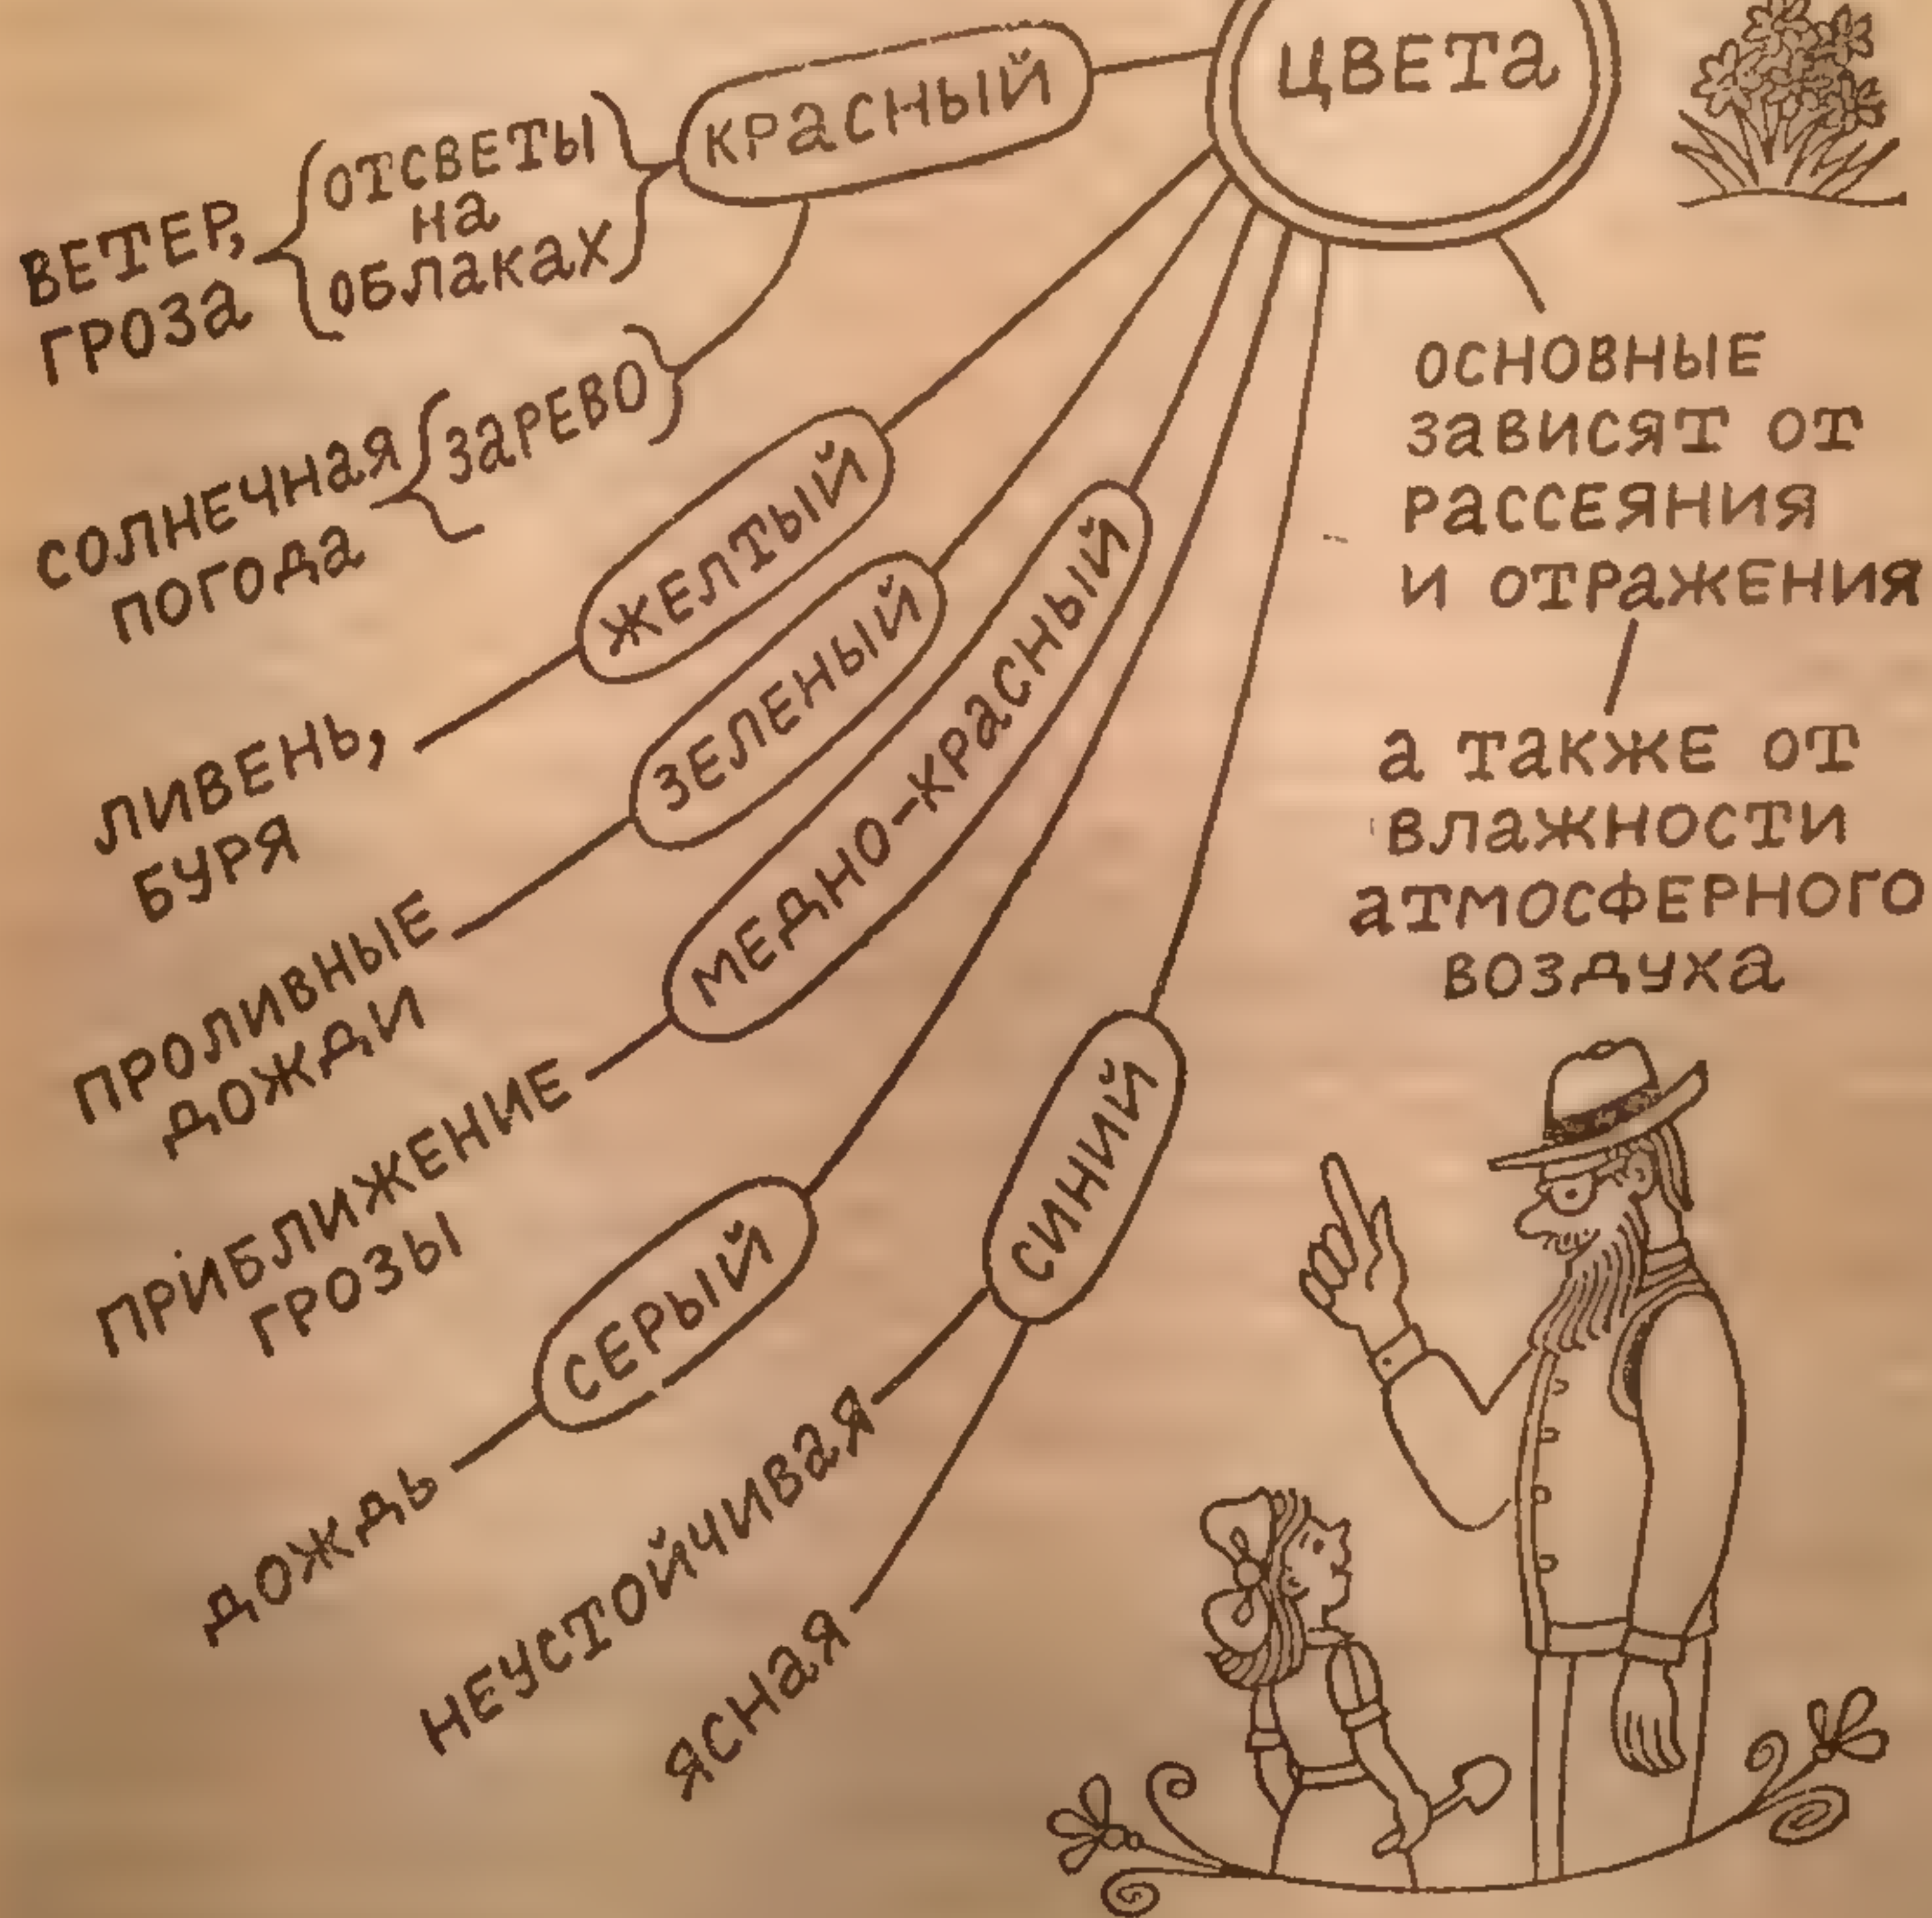 ЦВЕТА
КРАСНЫЙ
ОТСВЕТЫ
НА
ОБЛАКАХ
ВЕТЕР,
ГРОЗА
ЗАРЕВО
СОЛНЕЧНАЯ
ПОГОДА
ЖЕЛТЫЙ
ЛИВЕНЬ,
БУРЯ
ЗЕЛЕНЫЙ
ПРОЛИВНЫЕ
ДОЖДИ
МЕДНО-КРАСНЫЙ
ПРИБЛИЖЕНИЕ
ГРОЗЫ
СЕРЫЙ
ДОЖДЬ
СИНИЙ
НЕУСТОЙЧИВАЯ
ЯСНАЯ
ОСНОВНЫЕ
ЗАВИСЯТ ОТ
РАССЕЯНИЯ
И ОТРАЖЕНИЯ
А ТАКЖЕ ОТ
ВЛАЖНОСТИ
АТМОСФЕРНОГО
ВОЗДУХА